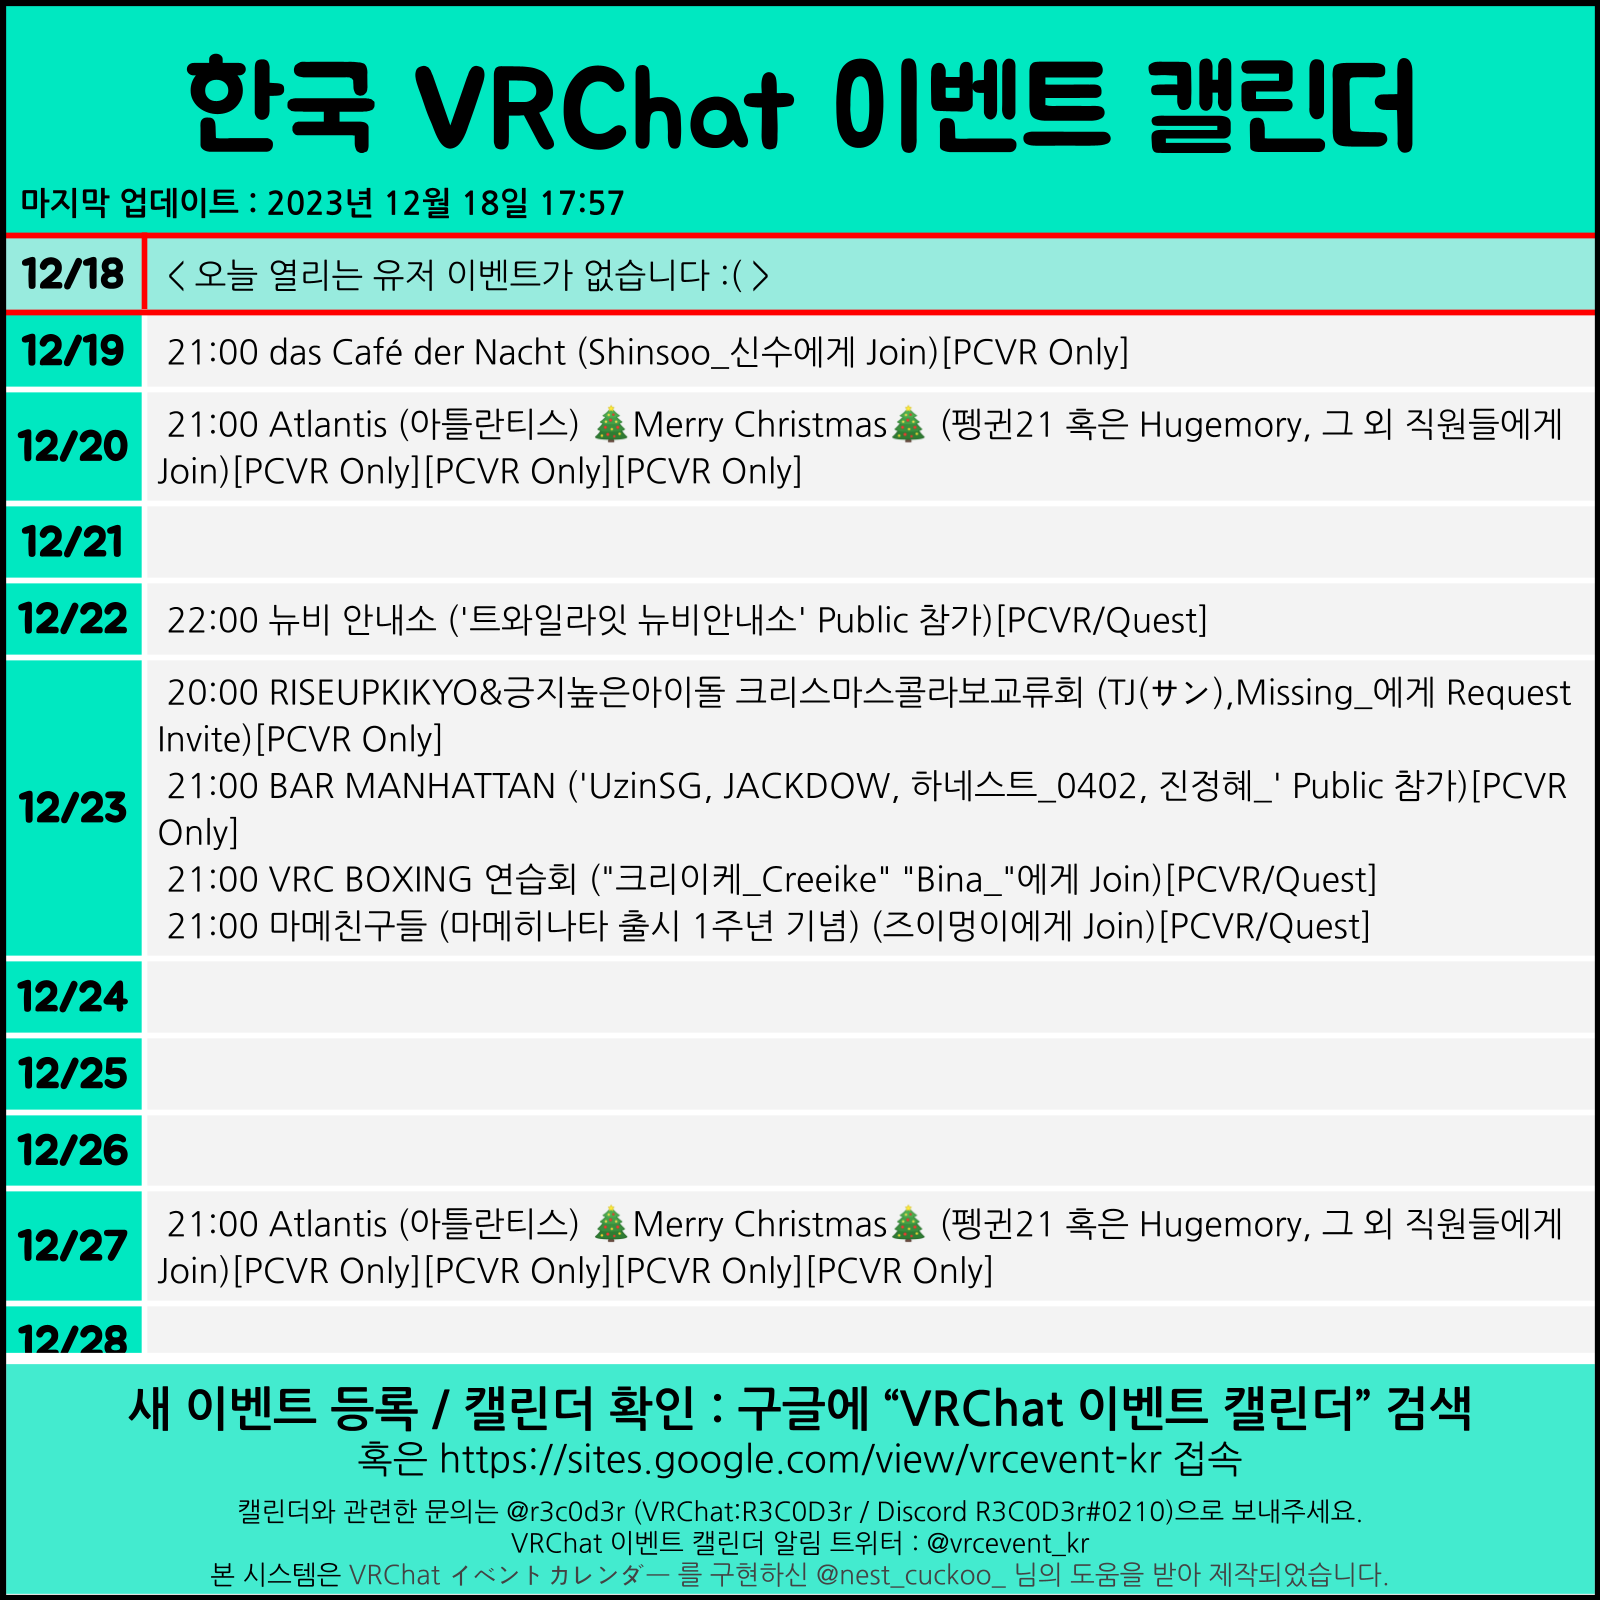 한국 VRChat 이벤트 캘린더
마지막 업데이트 : 2023년 12월 18일 17:57
12/18
< 오늘 열리는 유저 이벤트가 없습니다 :( >
12/19
21:00 das Café der Nacht (Shinsoo_신수에게 Join)[PCVR Only]
12/20
21:00 Atlantis (아틀란티스) 🎄Merry Christmas🎄 (펭귄21 혹은 Hugemory, 그 외 직원들에게
Join)[PCVR Only][PCVR Only][PCVR Only]
12/21
12/22
22:00 뉴비 안내소 ('트와일라잇 뉴비안내소' Public 참가)[PCVR/Quest]
12/23
20:00 RISEUPKIKYO&긍지높은아이돌 크리스마스콜라보교류회 (TJ(サン),Missing_에게 Request
Invite)[PCVR Only]
21:00 BAR MANHATTAN ('UzinSG, JACKDOW, 하네스트_0402, 진정혜_' Public 참가)[PCVR
Only]
21:00 VRC BOXING 연습회 ("크리이케_Creeike" "Bina_"에게 Join)[PCVR/Quest]
21:00 마메친구들 (마메히나타 출시 1주년 기념) (즈이멍이에게 Join)[PCVR/Quest]
12/24
12/25
12/26
12/27
21:00 Atlantis (아틀란티스) 🎄Merry Christmas🎄 (펭귄21 혹은 Hugemory, 그 외 직원들에게
Join)[PCVR Only][PCVR Only][PCVR Only][PCVR Only]
12/28
새 이벤트 등록 / 캘린더 확인 : 구글에 “VRChat 이벤트 캘린더” 검색
혹은 https://sites.google.com/view/vrcevent-kr 접속
캘린더와 관련한 문의는 @r3c0d3r (VRChat:R3C0D3r / Discord R3C0D3r#0210)으로 보내주세요.
VRChat 이벤트 캘린더 알림 트위터 : @vrcevent_kr
본 시스템은 VRChat イベントカレンダー 를 구현하신 @nest_cuckoo_ 님의 도움을 받아 제작되었습니다.